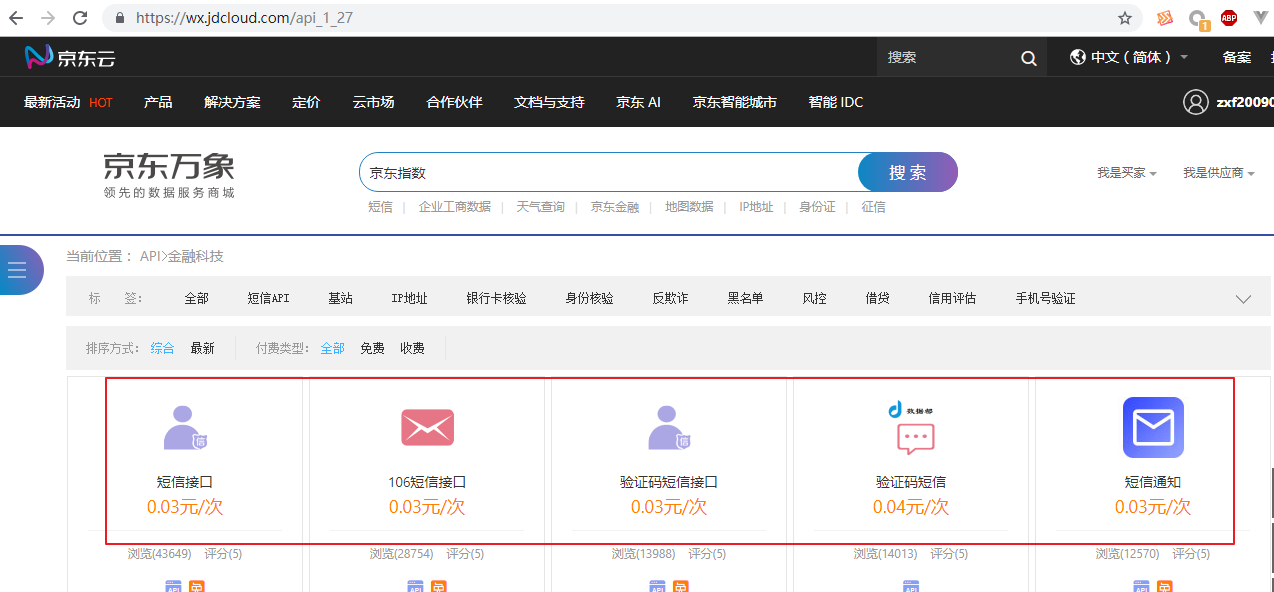 https://wx.jdcloud.com/api_1_27
ABP
1
京东云
搜索
中文（简体）
备案
最新活动 HOT 产品 解决方案 定价 云市场 合作伙伴 文档与支持 京东 AI 京东智能城市 智能 IDC
zxf20090
京东万象
领先的数据服务商城
京东指数
搜 索
我是买家 我是供应商
短信 | 企业工商数据 | 天气查询 | 京东金融 | 地图数据 | IP地址 | 身份证 | 征信
当前位置： API>金融科技
标 签： 全部 短信API 基站 IP地址 银行卡核验 身份核验 反欺诈 黑名单 风控 借贷 信用评估 手机号验证
排序方式: 综合 最新 付费类型: 全部 免费 收费
信 信 数据部
短信接口 106短信接口 验证码短信接口 验证码短信 短信通知
0.03元/次 0.03元/次 0.03元/次 0.04元/次 0.03元/次
浏览(43649) 评分(5) 浏览(28754) 评分(5) 浏览(13988) 评分(5) 浏览(14013) 评分(5) 浏览(12570) 评分(5)
API 免 API 免 API 免 API API 免